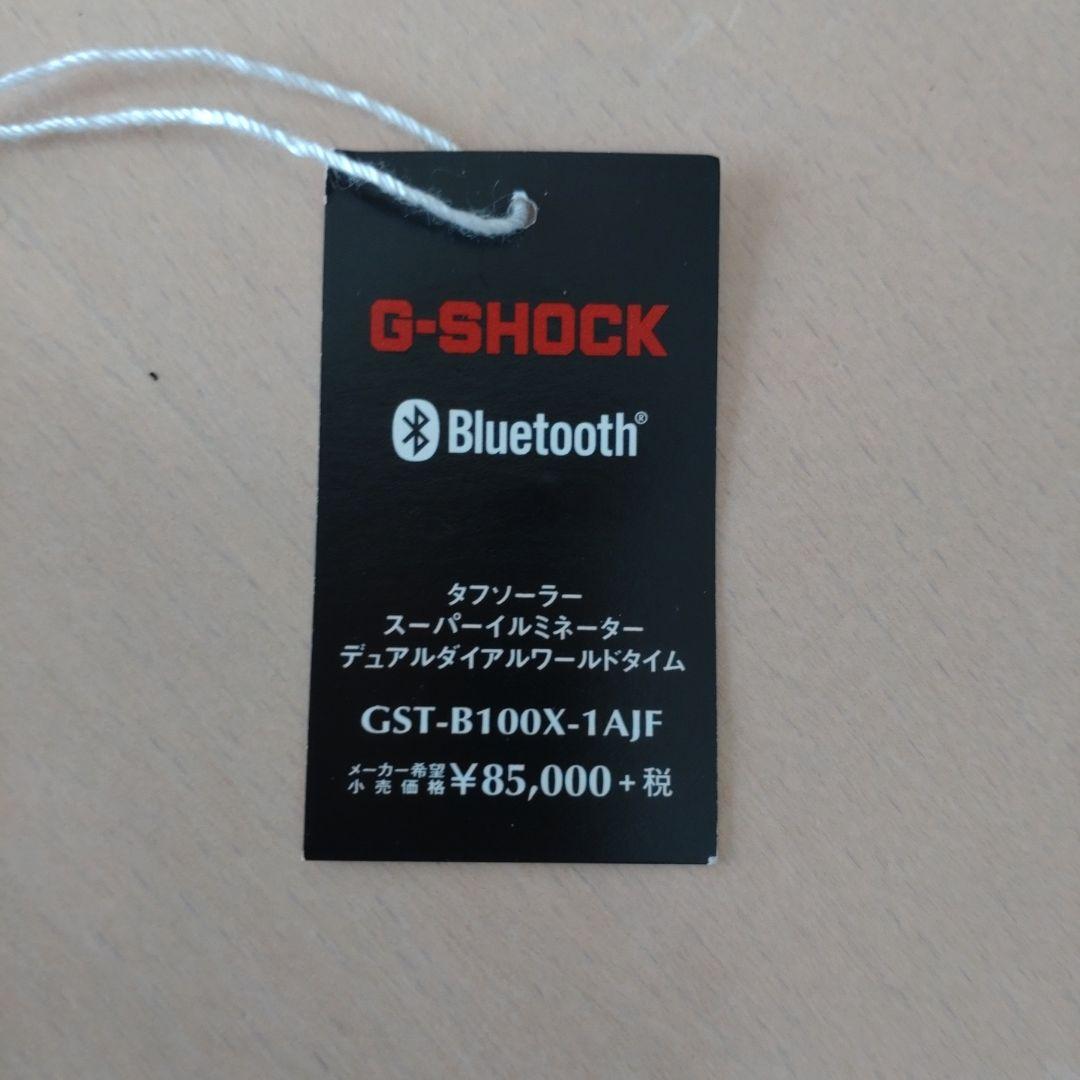 G-SHOCK
Bluetooth®
タフソーラー
スーパーイルミネーター
デュアルダイアルワールドタイム
GST-B100X-1AJF
メーカー希望
小売価格 ¥85,000+税